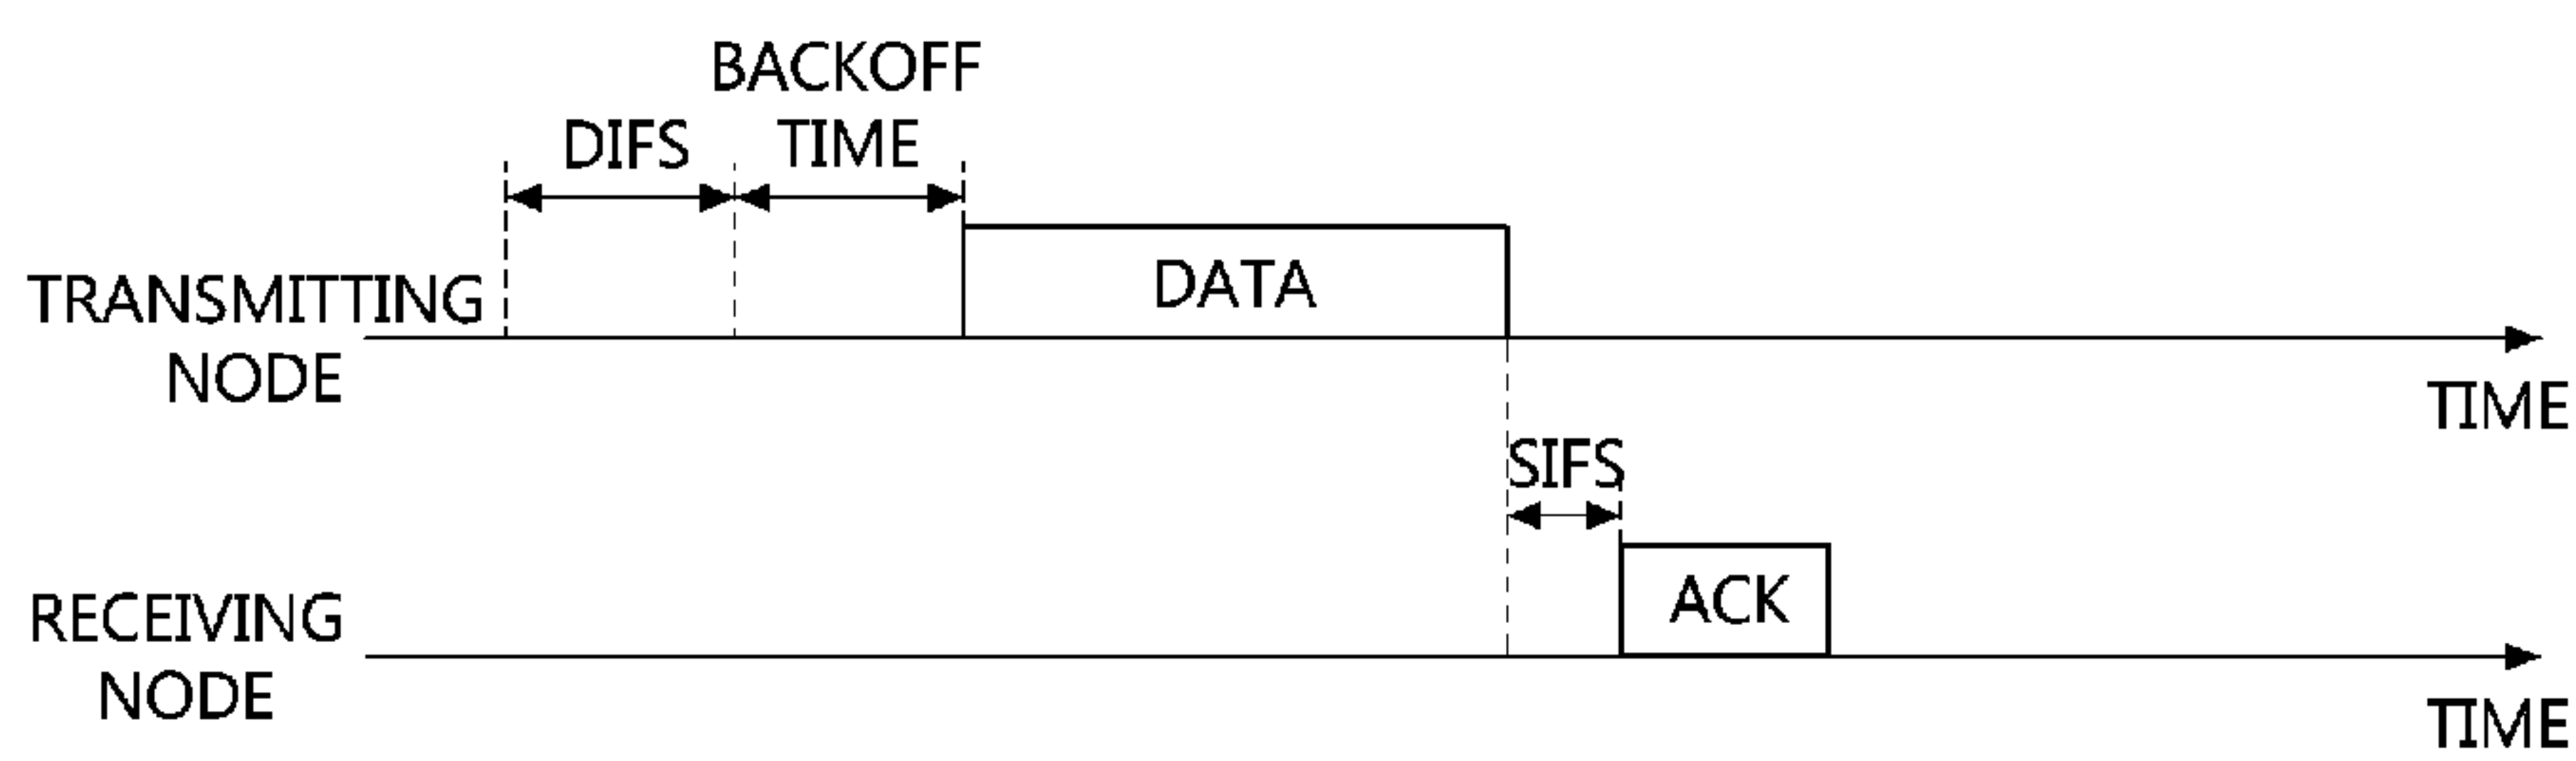 BACKOFF
DIFS TIME
TRANSMITTING
NODE
DATA
TIME
SIFS
RECEIVING
NODE
ACK
TIME